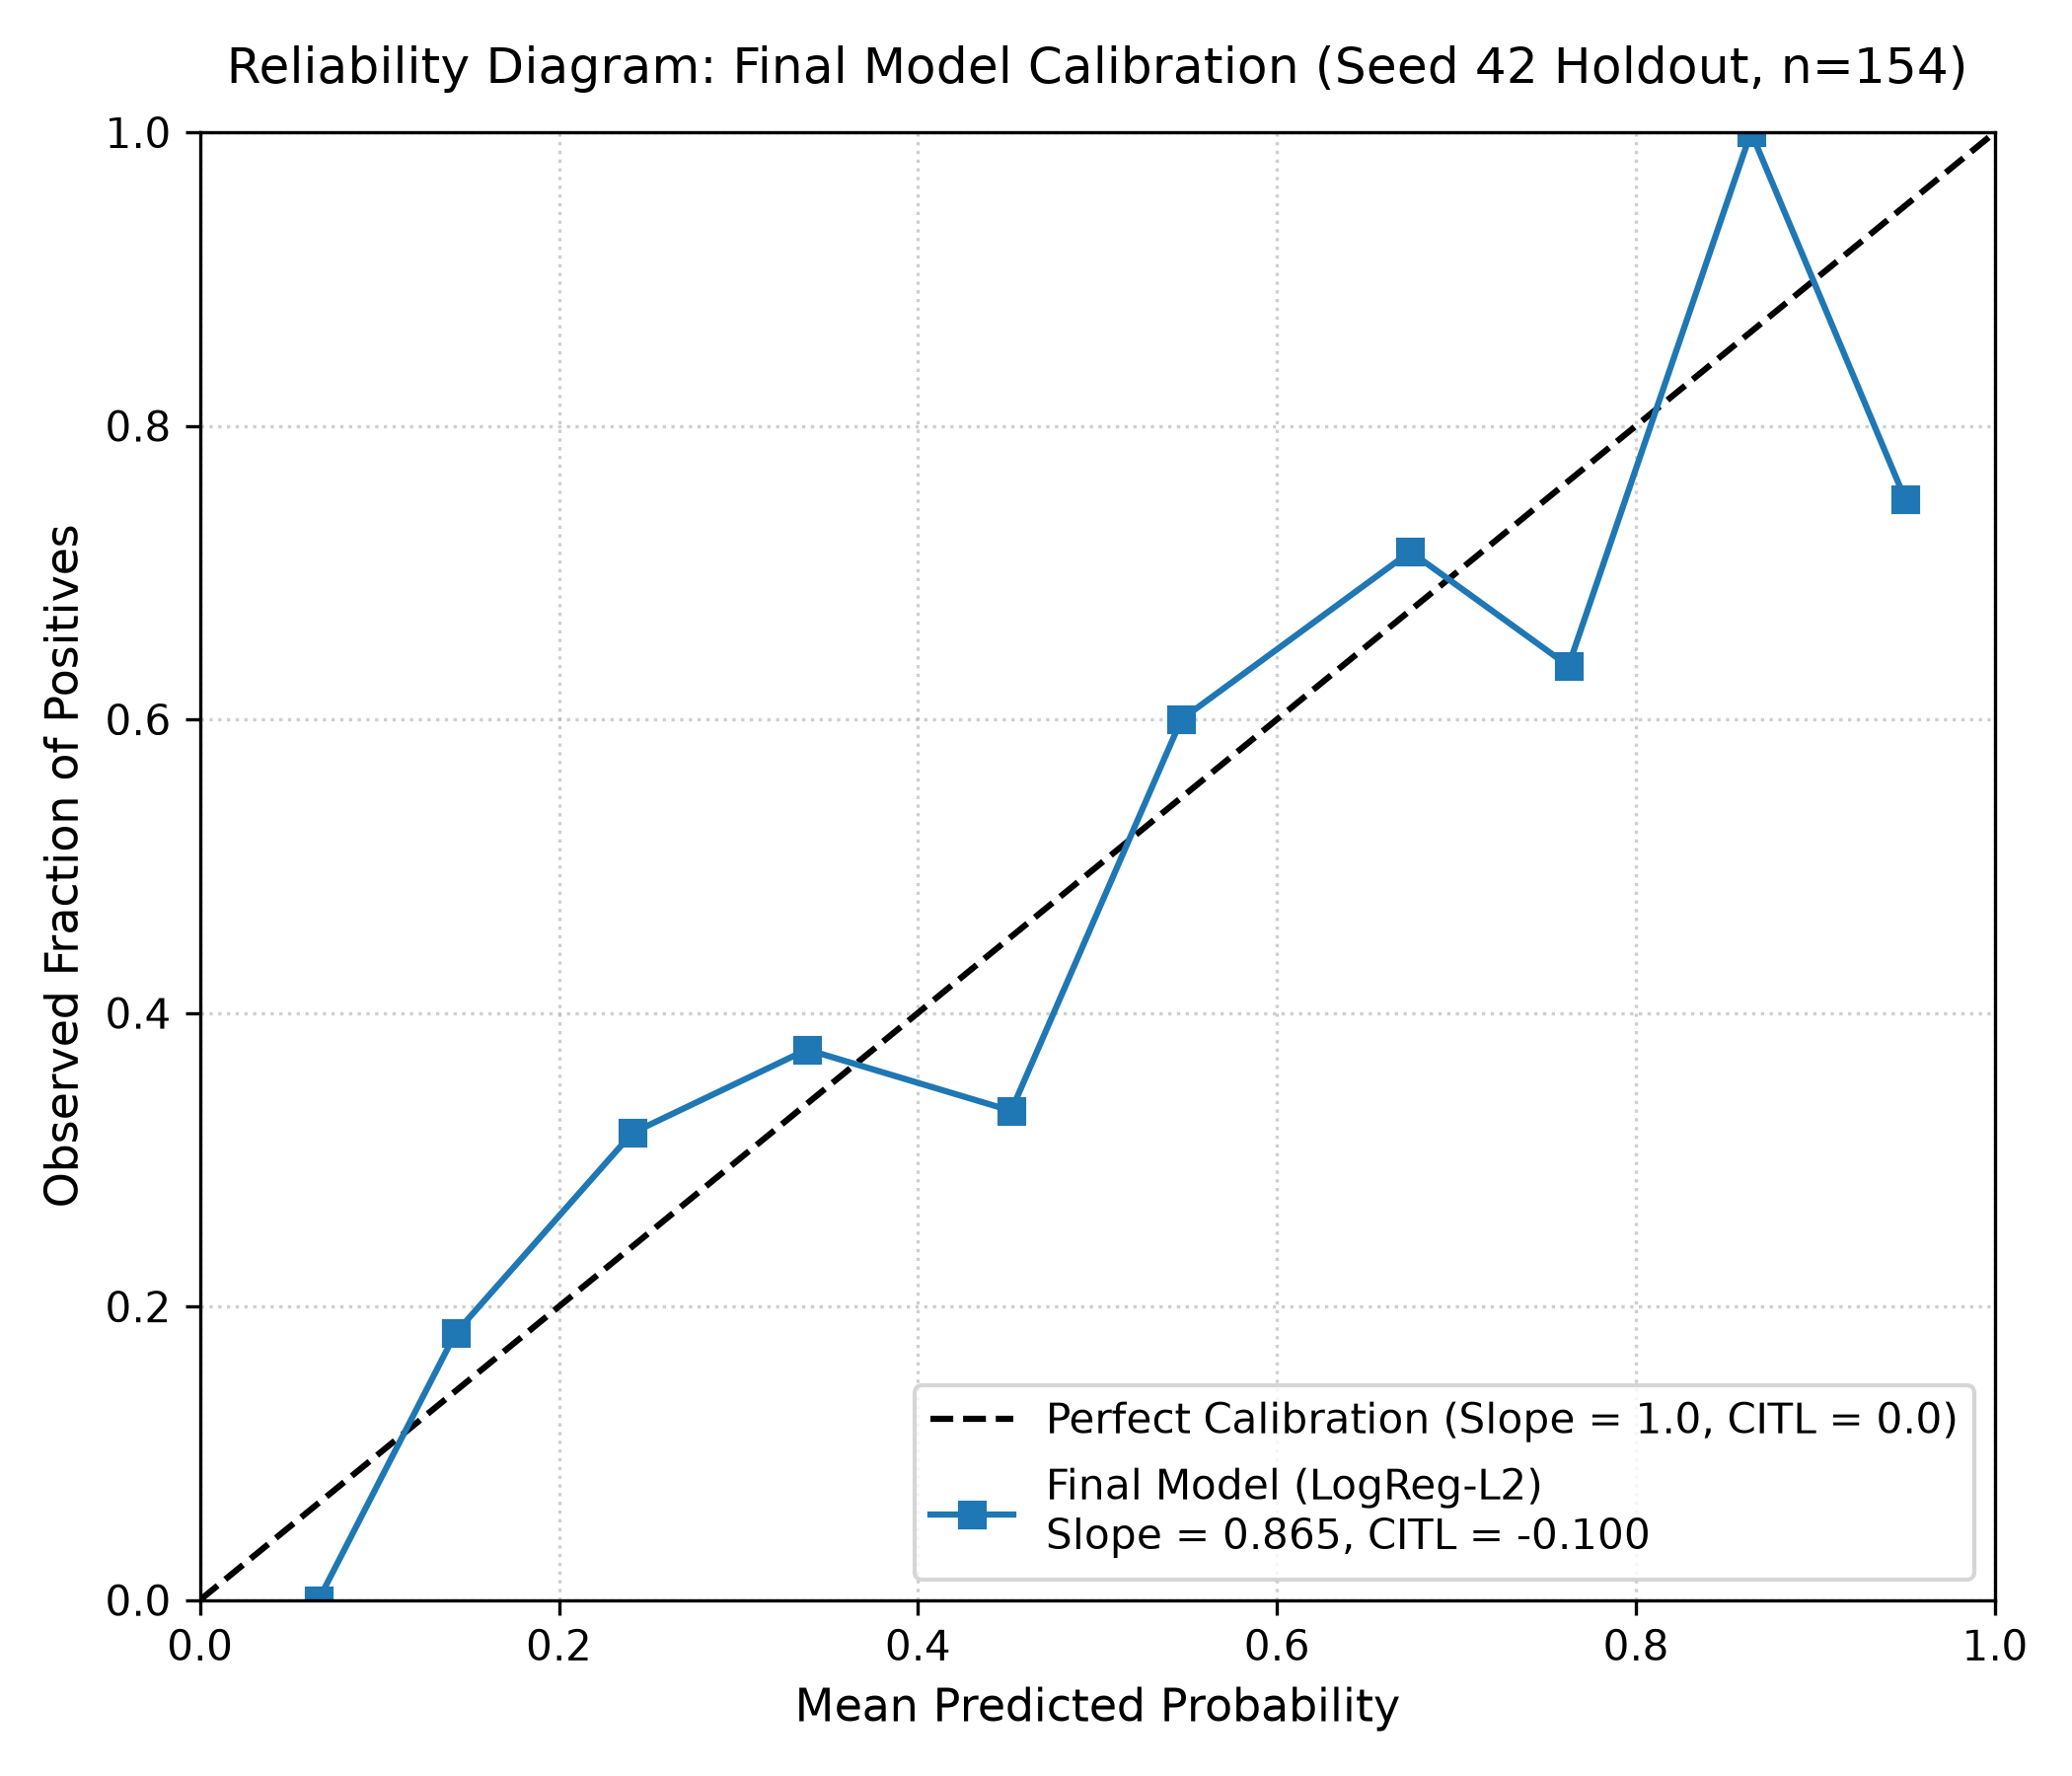 Reliability Diagram: Final Model Calibration (Seed 42 Holdout, n=154)
1.0
0.8
0.6
0.4
0.2
0.0
Observed Fraction of Positives
Perfect Calibration (Slope = 1.0, CITL = 0.0)
Final Model (LogReg-L2)
Slope = 0.865, CITL = -0.100
0.0 0.2 0.4 0.6 0.8 1.0
Mean Predicted Probability